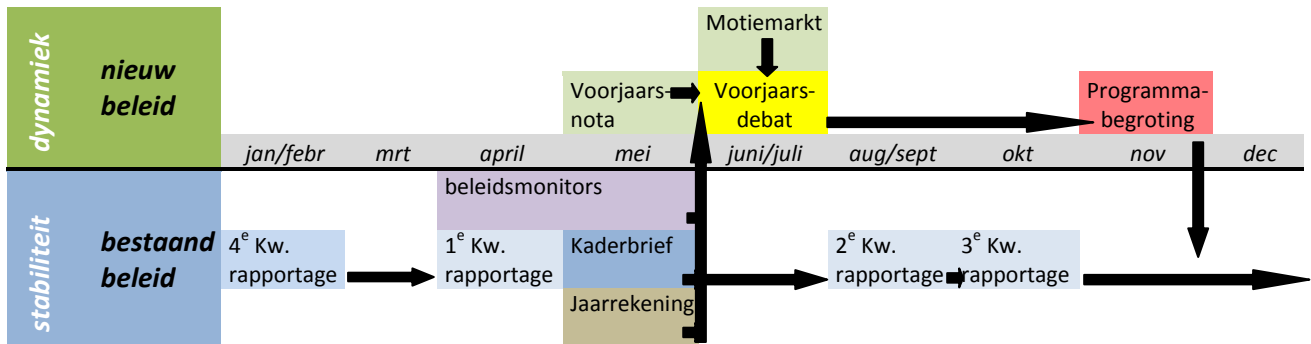 dynamiek
nieuw
beleid
Motiemarkt
Voorjaars-
nota
Voorjaars-
debat
Programma-
begroting
jan/febr mrt april mei juni/juli aug/sept okt nov dec
stabiliteit
bestaand
beleid
beleidsmonitors
4e Kw.
rapportage
1e Kw.
rapportage
Kaderbrief
Jaarrekening
2e Kw.
rapportage
3e Kw.
rapportage